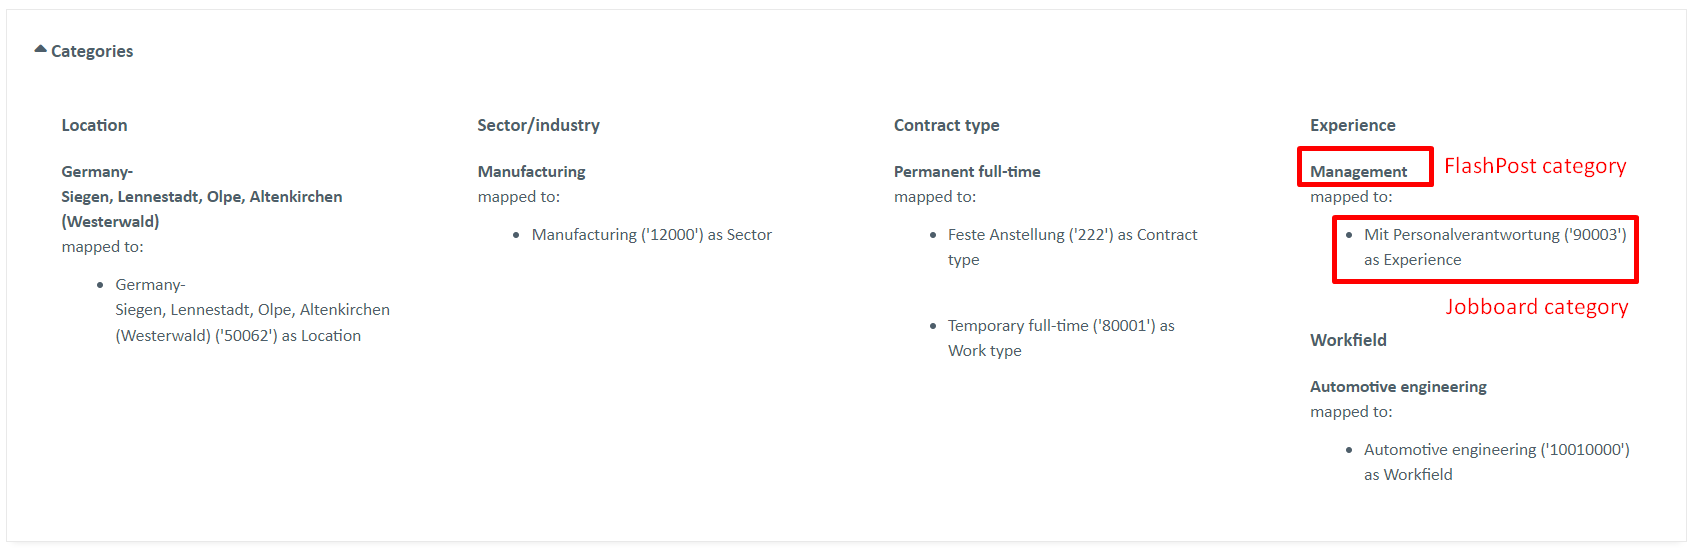 Categories
Location
Germany-
Siegen, Lennestadt, Olpe, Altenkirchen
(Westerwald)
mapped to:
• Germany-
Siegen, Lennestadt, Olpe, Altenkirchen
(Westerwald) ('50062') as Location
Sector/industry
Manufacturing
mapped to:
• Manufacturing ('12000') as Sector
Contract type
Permanent full-time
mapped to:
• Feste Anstellung ('222') as Contract
type
• Temporary full-time ('80001') as
Work type
Experience
Management
FlashPost category
mapped to:
• Mit Personalverantwortung ('90003')
as Experience
Jobboard category
Workfield
Automotive engineering
mapped to:
• Automotive engineering ('10010000')
as Workfield